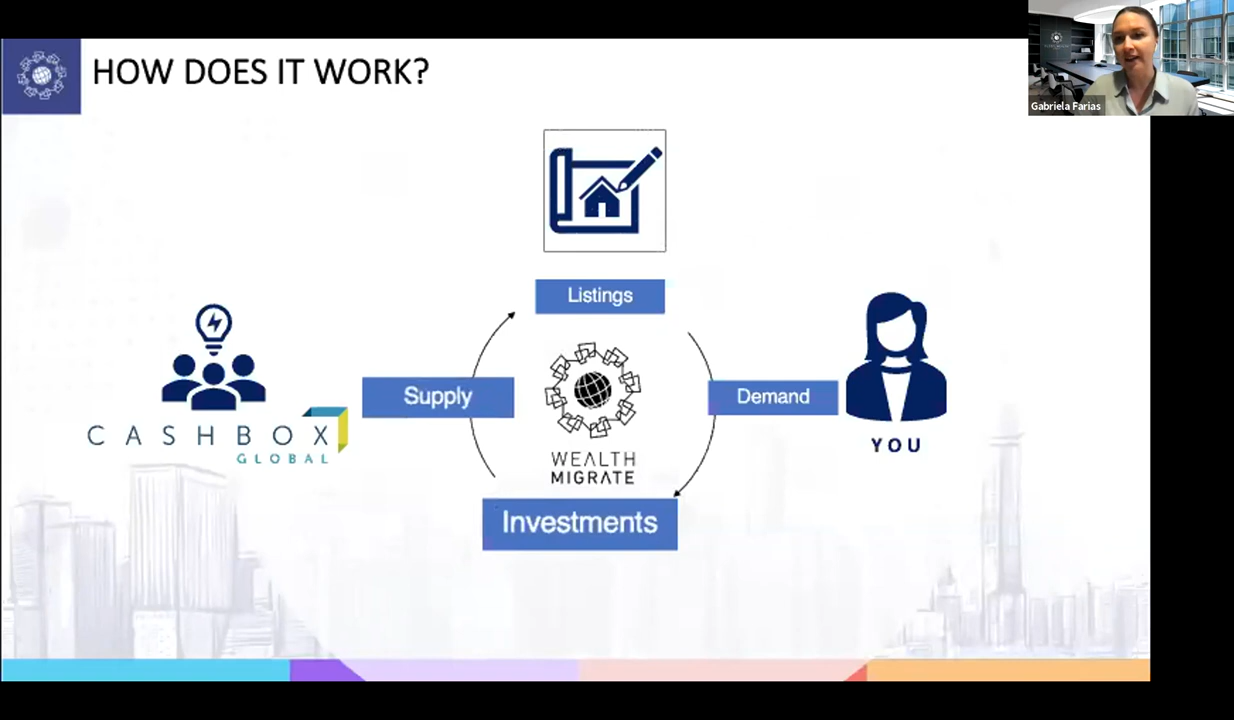 HOW DOES IT WORK?
Gabriela Farias
Listings
Supply
Demand
CASHBOX
GLOBAL
WEALTH
MIGRATE
YOU
Investments